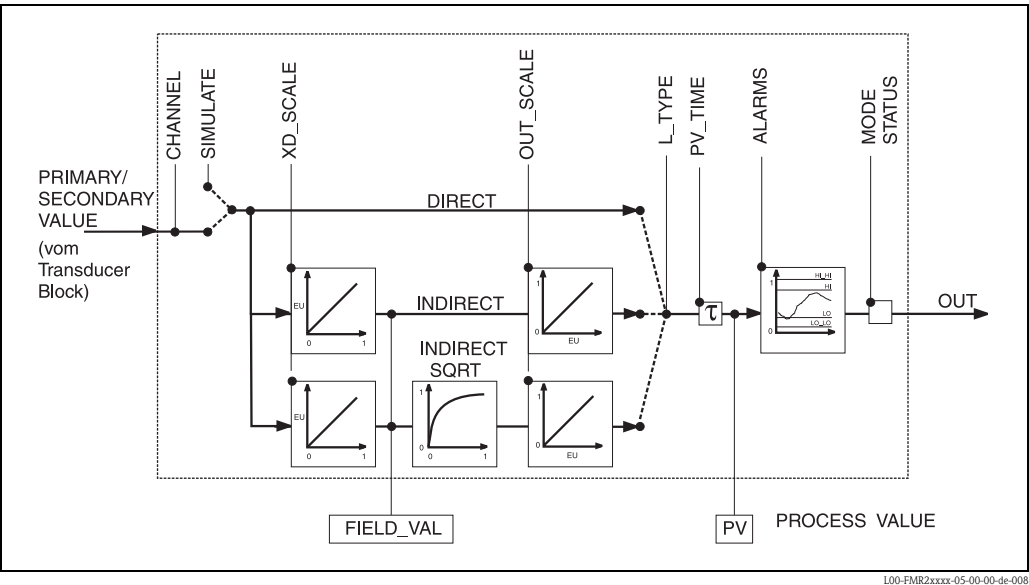 CHANNEL
SIMULATE
XD_SCALE
OUT_SCALE
L_TYPE
PV_TIME
ALARMS
MODE
STATUS
PRIMARY/
SECONDARY
VALUE
(vom
Transducer
Block)
DIRECT
EU
0
1
INDIRECT
1
0
EU
τ
1
0
HI_HI
HI
LO
LO_LO
OUT
INDIRECT
SQRT
EU
0
1
1
0
0
1
1
0
EU
FIELD_VAL
PV
PROCESS VALUE
L00-FMR2xxxx-05-00-00-de-008